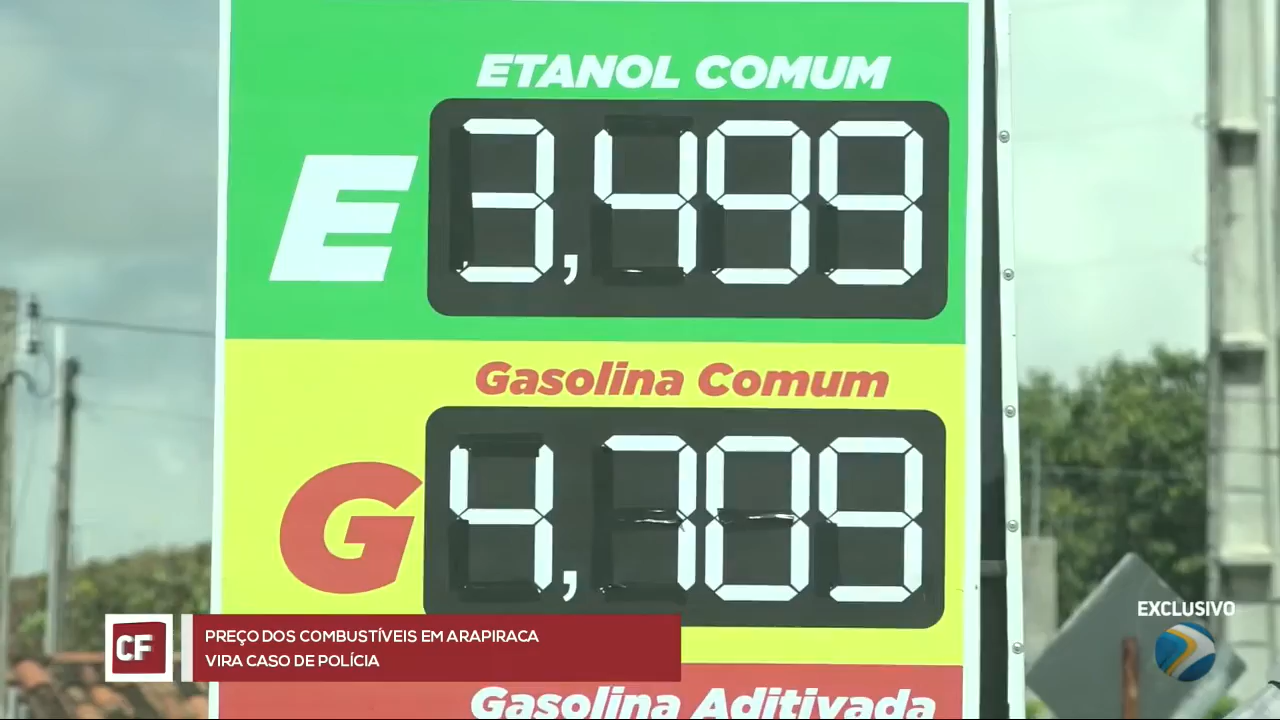 ETANOL COMUM
E 3,499
Gasolina Comum
G 4,709
EXCLUSIVO
CF
PREÇO DOS COMBUSTÍVEIS EM ARAPIRACA
VIRA CASO DE POLÍCIA
Gasolina Aditivada